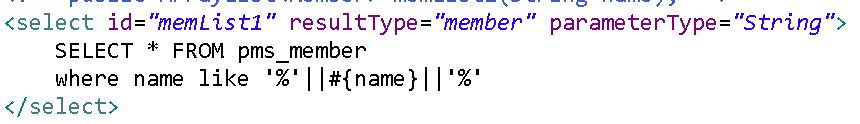 <select id="memList1" resultType="member" parameterType="String">
SELECT * FROM pms_member
where name like '%'||#{name}||'%'
</select>